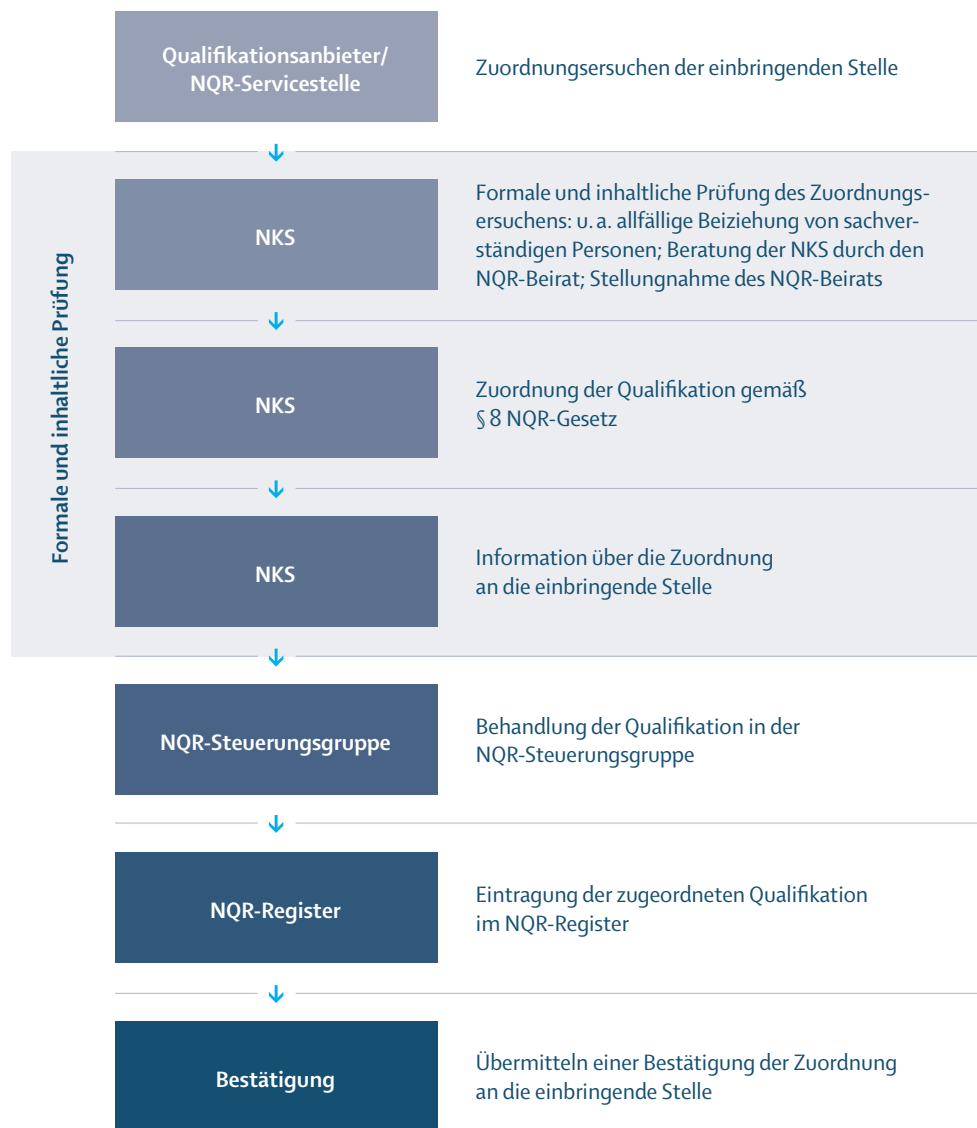 Qualifikationsanbieter/
NQR-Servicestelle
Zuordnungsersuchen der einbringenden Stelle
Formale und inhaltliche Prüfung
NKS
Formale und inhaltliche Prüfung des Zuordnungs-
ersuchens: u. a. allfällige Beiziehung von sachver-
ständigen Personen; Beratung der NKS durch den
NQR-Beirat; Stellungnahme des NQR-Beirats
NKS
Zuordnung der Qualifikation gemäß
§ 8 NQR-Gesetz
NKS
Information über die Zuordnung
an die einbringende Stelle
NQR-Steuerungsgruppe
Behandlung der Qualifikation in der
NQR-Steuerungsgruppe
NQR-Register
Eintragung der zugeordneten Qualifikation
im NQR-Register
Bestätigung
Übermitteln einer Bestätigung der Zuordnung
an die einbringende Stelle